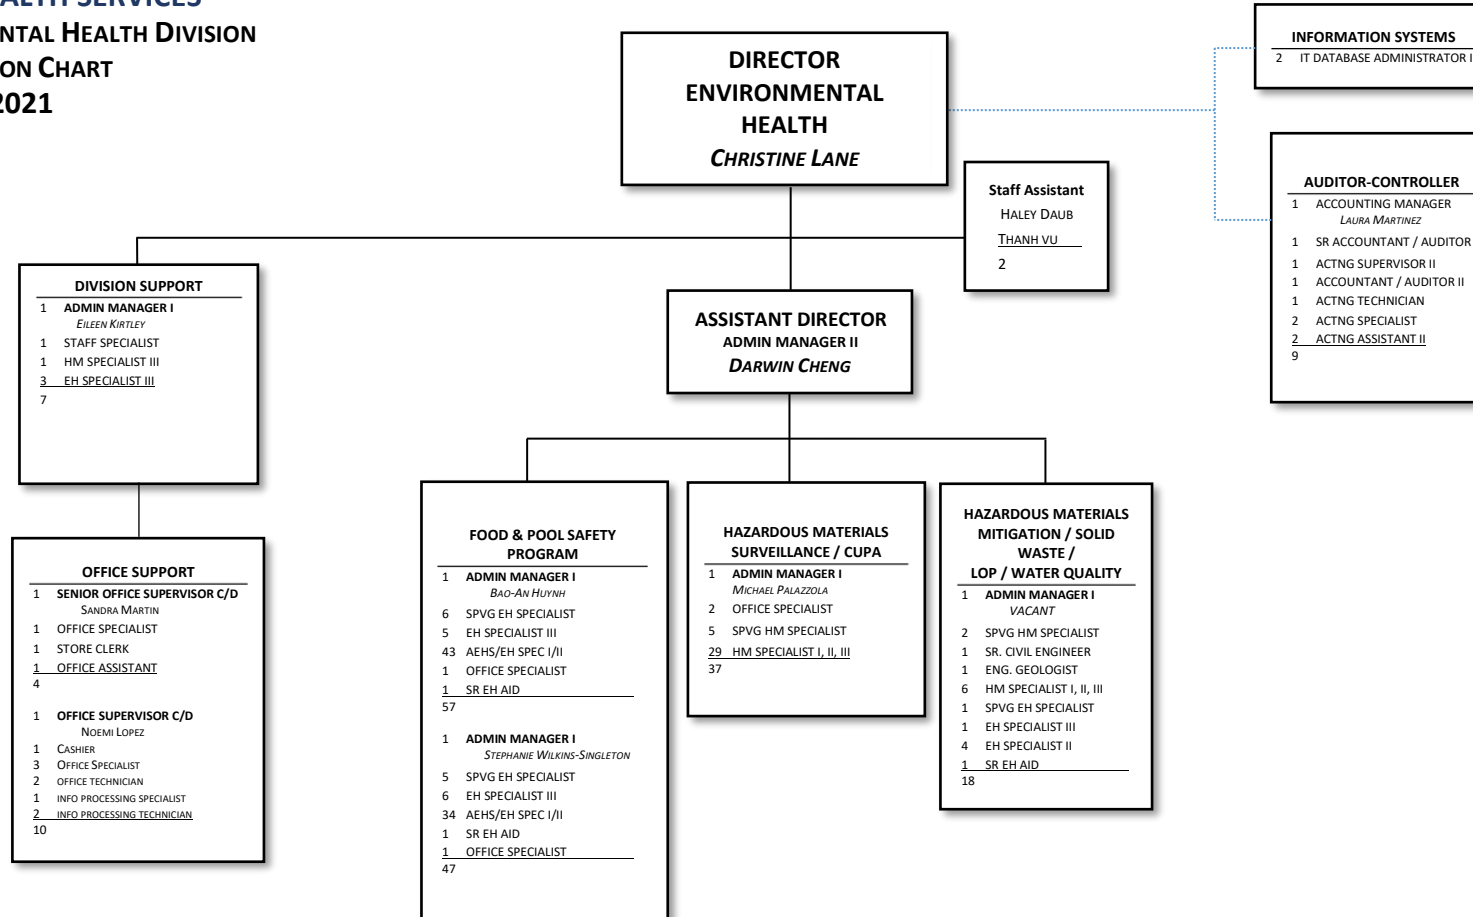 ALTH SERVICES
NTAL HEALTH DIVISION
ON CHART
2021
DIRECTOR
ENVIRONMENTAL
HEALTH
CHRISTINE LANE
INFORMATION SYSTEMS
2 IT DATABASE ADMINISTRATOR I
Staff Assistant
HALEY DAUB
THANH VU
2
AUDITOR-CONTROLLER
1 ACCOUNTING MANAGER
LAURA MARTINEZ
1 SR ACCOUNTANT / AUDITOR
1 ACTNG SUPERVISOR II
1 ACCOUNTANT / AUDITOR II
1 ACTNG TECHNICIAN
2 ACTNG SPECIALIST
2 ACTNG ASSISTANT II
9
DIVISION SUPPORT
1 ADMIN MANAGER I
EILEEN KIRTLEY
1 STAFF SPECIALIST
1 HM SPECIALIST III
3 EH SPECIALIST III
7
ASSISTANT DIRECTOR
ADMIN MANAGER II
DARWIN CHENG
OFFICE SUPPORT
1 SENIOR OFFICE SUPERVISOR C/D
SANDRA MARTIN
1 OFFICE SPECIALIST
1 STORE CLERK
1 OFFICE ASSISTANT
4
1 OFFICE SUPERVISOR C/D
NOEMI LOPEZ
1 CASHIER
3 OFFICE SPECIALIST
2 OFFICE TECHNICIAN
1 INFO PROCESSING SPECIALIST
2 INFO PROCESSING TECHNICIAN
10
FOOD & POOL SAFETY
PROGRAM
1 ADMIN MANAGER I
BAO-AN HUYNH
6 SPVG EH SPECIALIST
5 EH SPECIALIST III
43 AEHS/EH SPEC I/II
1 OFFICE SPECIALIST
1 SR EH AID
57
1 ADMIN MANAGER I
STEPHANIE WILKINS-SINGLETON
5 SPVG EH SPECIALIST
6 EH SPECIALIST III
34 AEHS/EH SPEC I/II
1 SR EH AID
1 OFFICE SPECIALIST
47
HAZARDOUS MATERIALS
SURVEILLANCE / CUPA
1 ADMIN MANAGER I
MICHAEL PALAZZOLA
2 OFFICE SPECIALIST
5 SPVG HM SPECIALIST
29 HM SPECIALIST I, II, III
37
HAZARDOUS MATERIALS
MITIGATION / SOLID
WASTE /
LOP / WATER QUALITY
1 ADMIN MANAGER I
VACANT
2 SPVG HM SPECIALIST
1 SR. CIVIL ENGINEER
1 ENG. GEOLOGIST
6 HM SPECIALIST I, II, III
1 SPVG EH SPECIALIST
1 EH SPECIALIST III
4 EH SPECIALIST II
1 SR EH AID
18